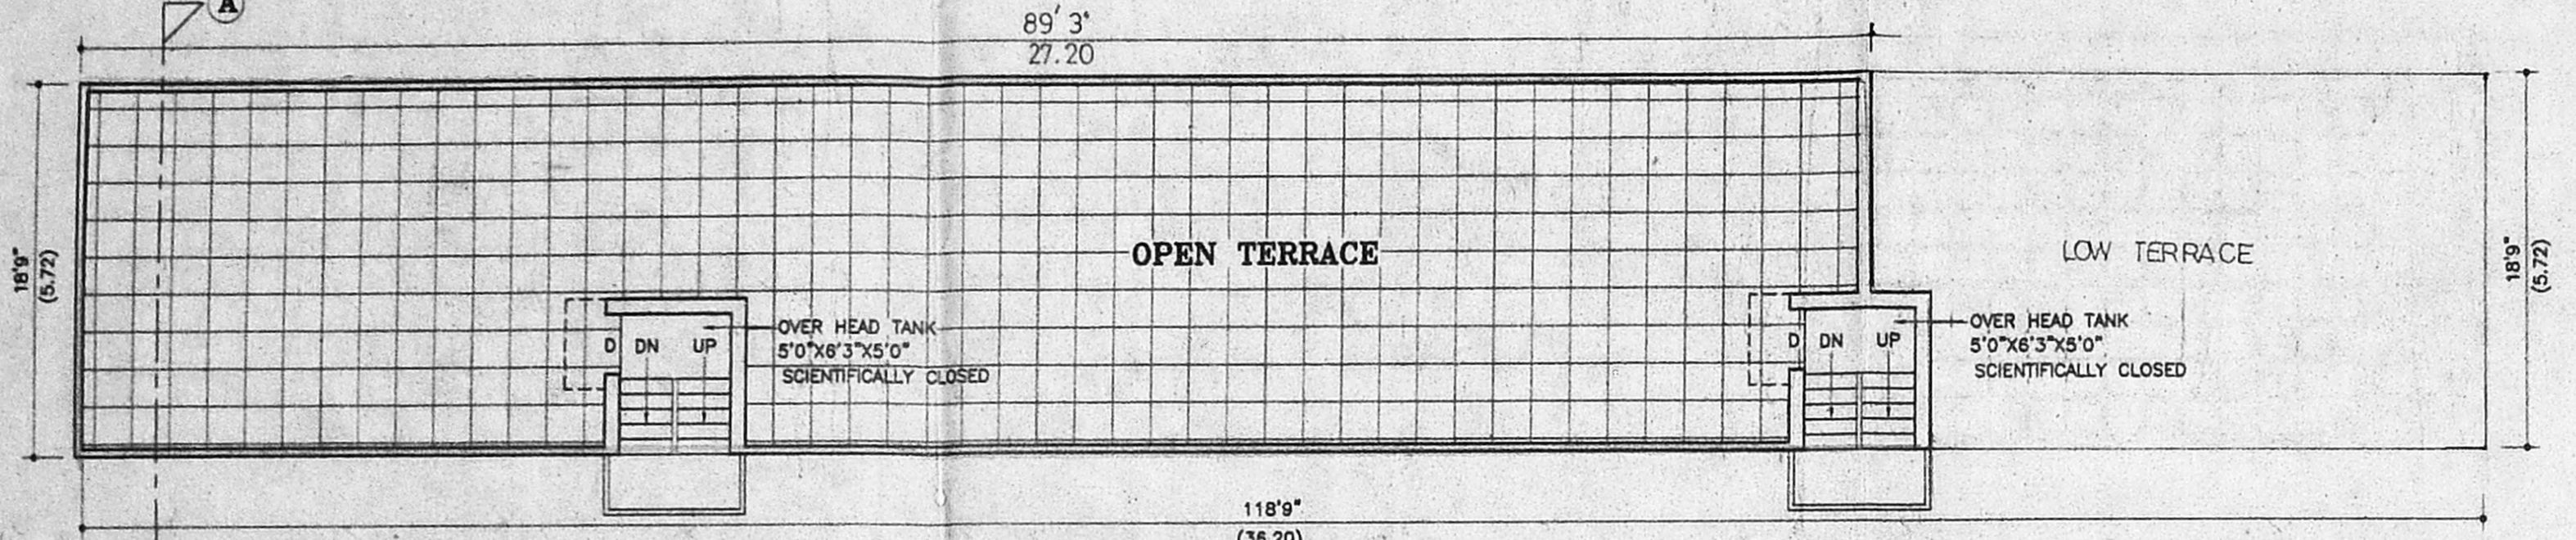 A
89' 3"
27.20
18'9"
(5.72)
OPEN TERRACE
LOW TERRACE
18'9"
(5.72)
D DN UP
OVER HEAD TANK
5'0"X6'3"X5'0"
SCIENTIFICALLY CLOSED
D DN UP
OVER HEAD TANK
5'0"X6'3"X5'0"
SCIENTIFICALLY CLOSED
118'9"
(36.20)